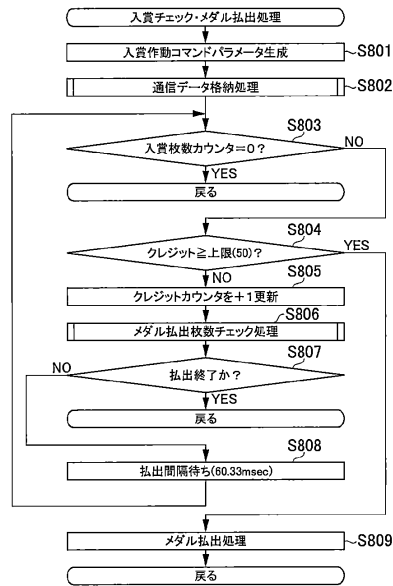 入賞チェック・メダル払出処理
入賞作動コマンドパラメータ生成
S801
通信データ格納処理
S802
S803
入賞枚数カウンタ=0?
NO
YES
戻る
S804
クレジット≧上限(50)?
YES
NO
S805
クレジットカウンタを+1更新
S806
メダル払出枚数チェック処理
S807
NO
払出終了か?
YES
戻る
S808
払出間隔待ち(60.33msec)
メダル払出処理
S809
戻る